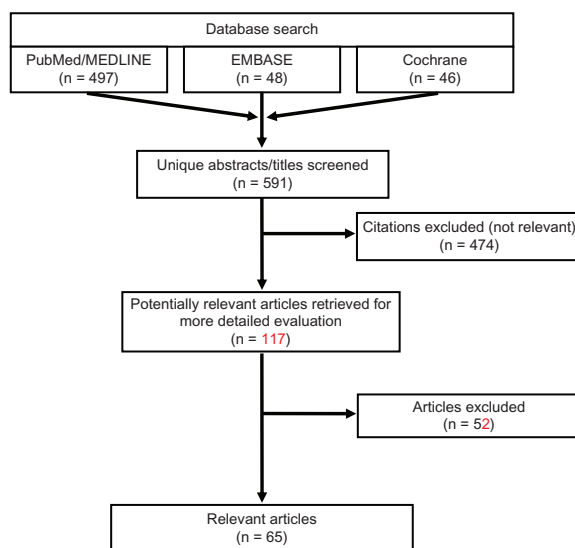 Database search
PubMed/MEDLINE
(n = 497)
EMBASE
(n = 48)
Cochrane
(n = 46)
Unique abstracts/titles screened
(n = 591)
Citations excluded (not relevant)
(n = 474)
Potentially relevant articles retrieved for
more detailed evaluation
(n = 117)
Articles excluded
(n = 52)
Relevant articles
n = 65)